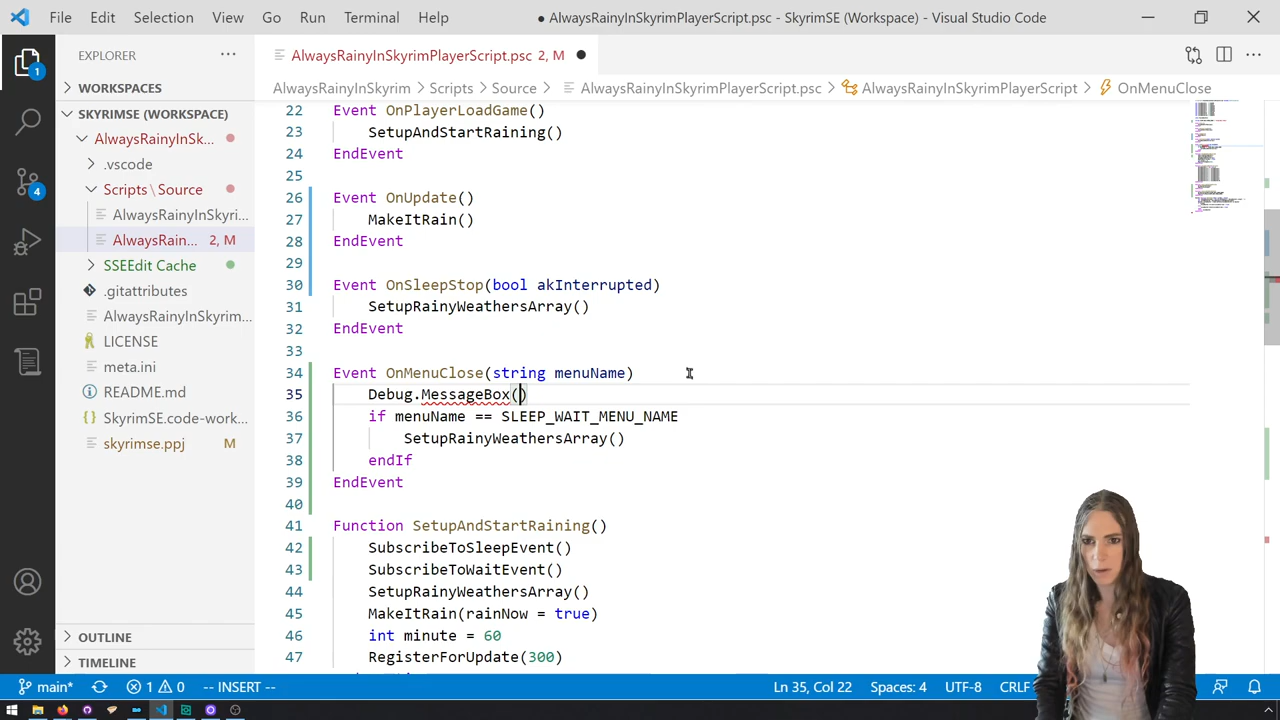 File Edit Selection View Go Run Terminal Help ● AlwaysRainyInSkyrimPlayerScript.psc - SkyrimSE (Workspace) - Visual Studio Code
EXPLORER ···
AlwaysRainyInSkyrimPlayerScript.psc 2, M ●
WORKSPACES
AlwaysRainyInSkyrim > Scripts > Source > AlwaysRainyInSkyrimPlayerScript.psc > AlwaysRainyInSkyrimPlayerScript > OnMenuClose
SKYRIMSE (WORKSPACE)
AlwaysRainyInSk...
.vscode
Scripts \ Source
AlwaysRainyInSkyri...
AlwaysRain... 2, M
SSEEdit Cache
.gitattributes
AlwaysRainyInSkyrim...
LICENSE
meta.ini
README.md
SkyrimSE.code-work...
skyrimse.ppj M
OUTLINE
TIMELINE
1
4
22 Event OnPlayerLoadGame()
23 SetupAndStartRaining()
24 EndEvent
25
26 Event OnUpdate()
27 MakeItRain()
28 EndEvent
29
30 Event OnSleepStop(bool akInterrupted)
31 SetupRainyWeathersArray()
32 EndEvent
33
34 Event OnMenuClose(string menuName)
35 Debug.MessageBox()
36 if menuName == SLEEP_WAIT_MENU_NAME
37 SetupRainyWeathersArray()
38 endIf
39 EndEvent
40
41 Function SetupAndStartRaining()
42 SubscribeToSleepEvent()
43 SubscribeToWaitEvent()
44 SetupRainyWeathersArray()
45 MakeItRain(rainNow = true)
46 int minute = 60
47 RegisterForUpdate(300)
main* 1 0 -- INSERT -- Ln 35, Col 22 Spaces: 4 UTF-8 CRLF